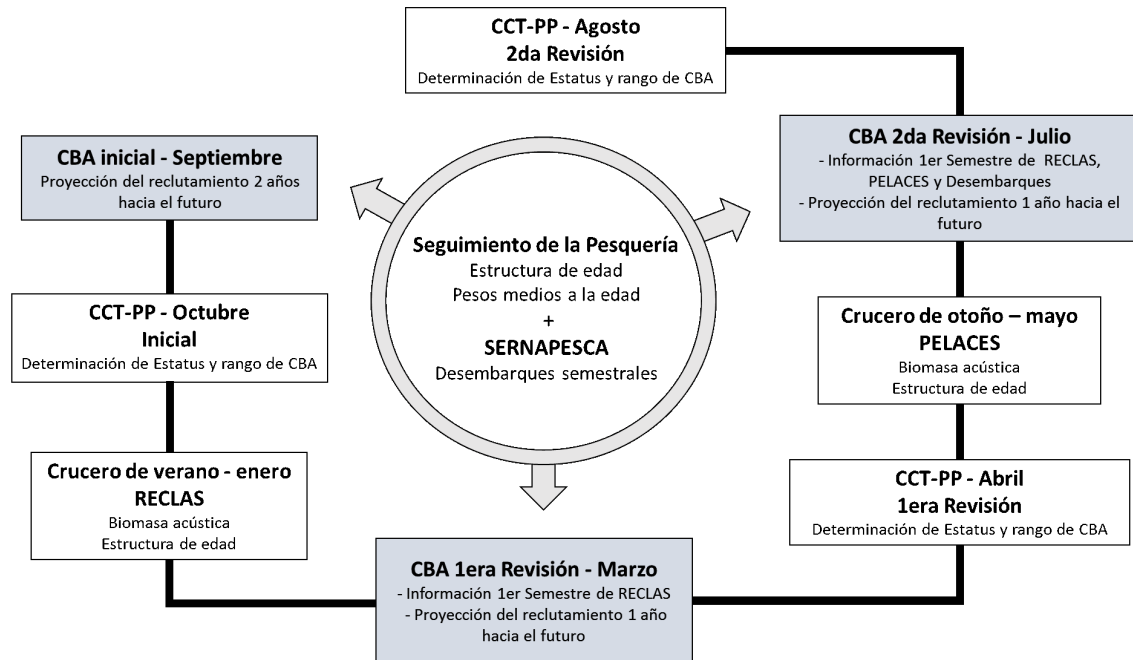 CCT-PP - Agosto
2da Revisión
Determinación de Estatus y rango de CBA
CBA inicial - Septiembre
Proyección del reclutamiento 2 años
hacia el futuro
CBA 2da Revisión - Julio
- Información 1er Semestre de RECLAS,
PELACES y Desembarques
- Proyección del reclutamiento 1 año hacia el
futuro
Seguimiento de la Pesquería
Estructura de edad
Pesos medios a la edad
+
SERNAPESCA
Desembarques semestrales
CCT-PP - Octubre
Inicial
Determinación de Estatus y rango de CBA
Crucero de otoño – mayo
PELACES
Biomasa acústica
Estructura de edad
Crucero de verano - enero
RECLAS
Biomasa acústica
Estructura de edad
CCT-PP - Abril
1era Revisión
Determinación de Estatus y rango de CBA
CBA 1era Revisión - Marzo
- Información 1er Semestre de RECLAS
- Proyección del reclutamiento 1 año
hacia el futuro